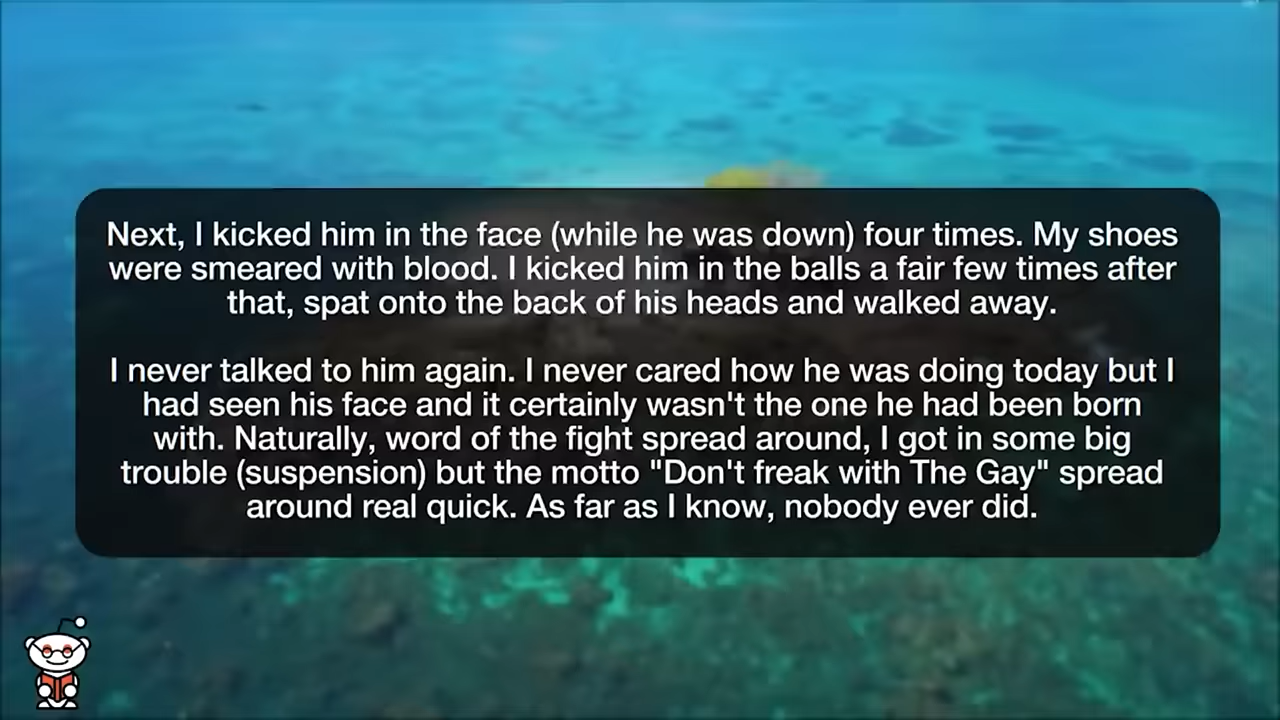 Next, I kicked him in the face (while he was down) four times. My shoes
were smeared with blood. I kicked him in the balls a fair few times after
that, spat onto the back of his heads and walked away.
I never talked to him again. I never cared how he was doing today but I
had seen his face and it certainly wasn't the one he had been born
with. Naturally, word of the fight spread around, I got in some big
trouble (suspension) but the motto "Don't freak with The Gay" spread
around real quick. As far as I know, nobody ever did.